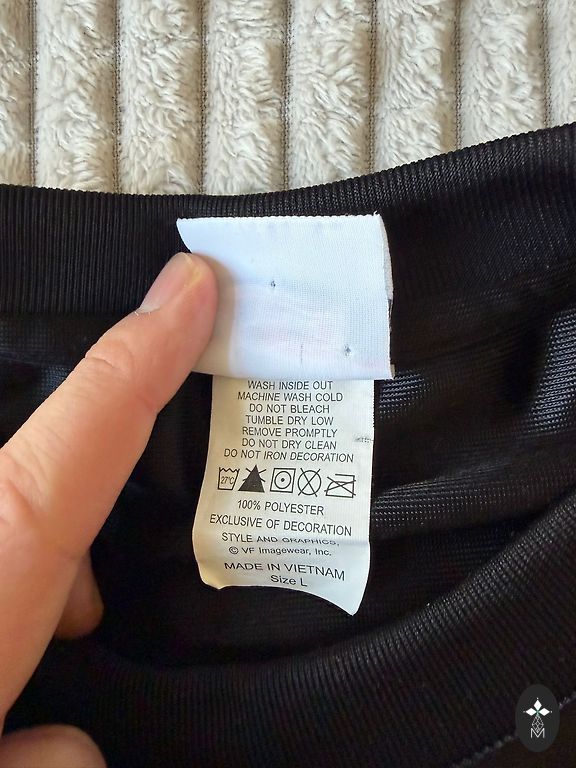 WASH INSIDE OUT
MACHINE WASH COLD
DO NOT BLEACH
TUMBLE DRY LOW
REMOVE PROMPTLY
DO NOT DRY CLEAN
DO NOT IRON DECORATION
27°C
100% POLYESTER
EXCLUSIVE OF DECORATION
STYLE AND GRAPHICS,
© VF Imagewear, Inc.
MADE IN VIETNAM
Size L
M